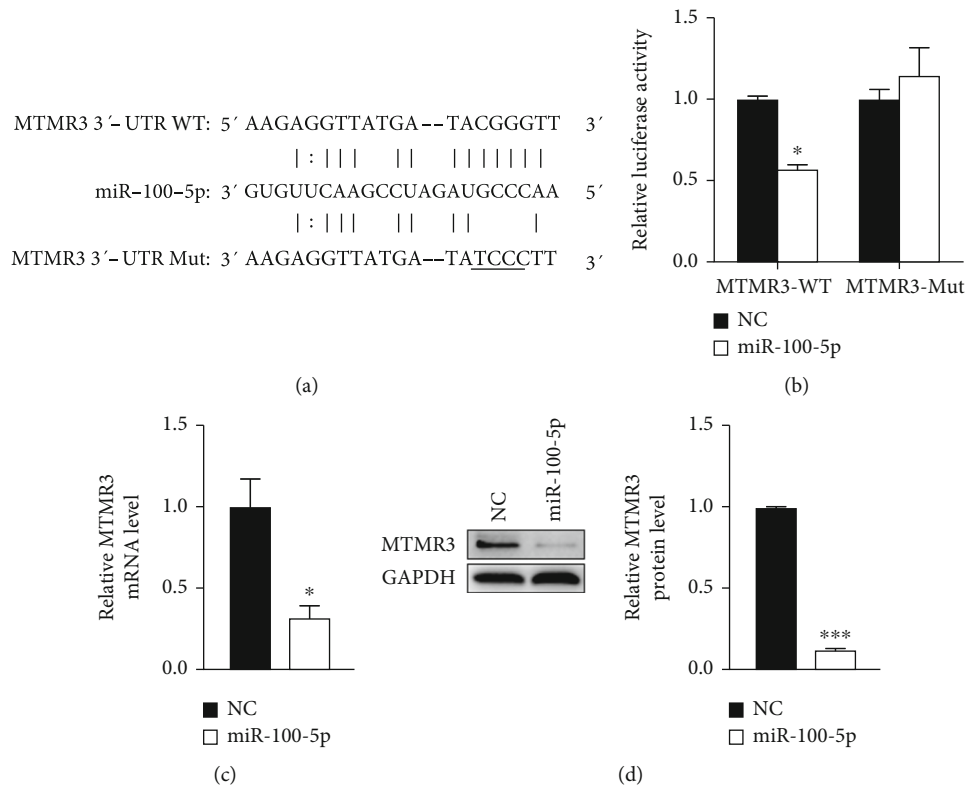 MTMR3 3´–UTR WT: 5´ AAGAGGTTATGA––TACGGGTT 3´
| : | | | | | | | | | | | |
miR–100–5p: 3´ GUGUUCAAGCCUAGAUGCCCAA 5´
| : | | | | | | | |
MTMR3 3´–UTR Mut: 3´ AAGAGGTTATGA––TATCCCTT 3´
(a)
Relative luciferase activity
1.5
1.0
0.5
0.0
*
MTMR3-WT MTMR3-Mut
NC
miR-100-5p
(b)
Relative MTMR3
mRNA level
1.5
1.0
0.5
0.0
*
NC
miR-100-5p
(c)
NC
miR-100-5p
MTMR3
GAPDH
Relative MTMR3
protein level
1.5
1.0
0.5
0.0
***
NC
miR-100-5p
(d)